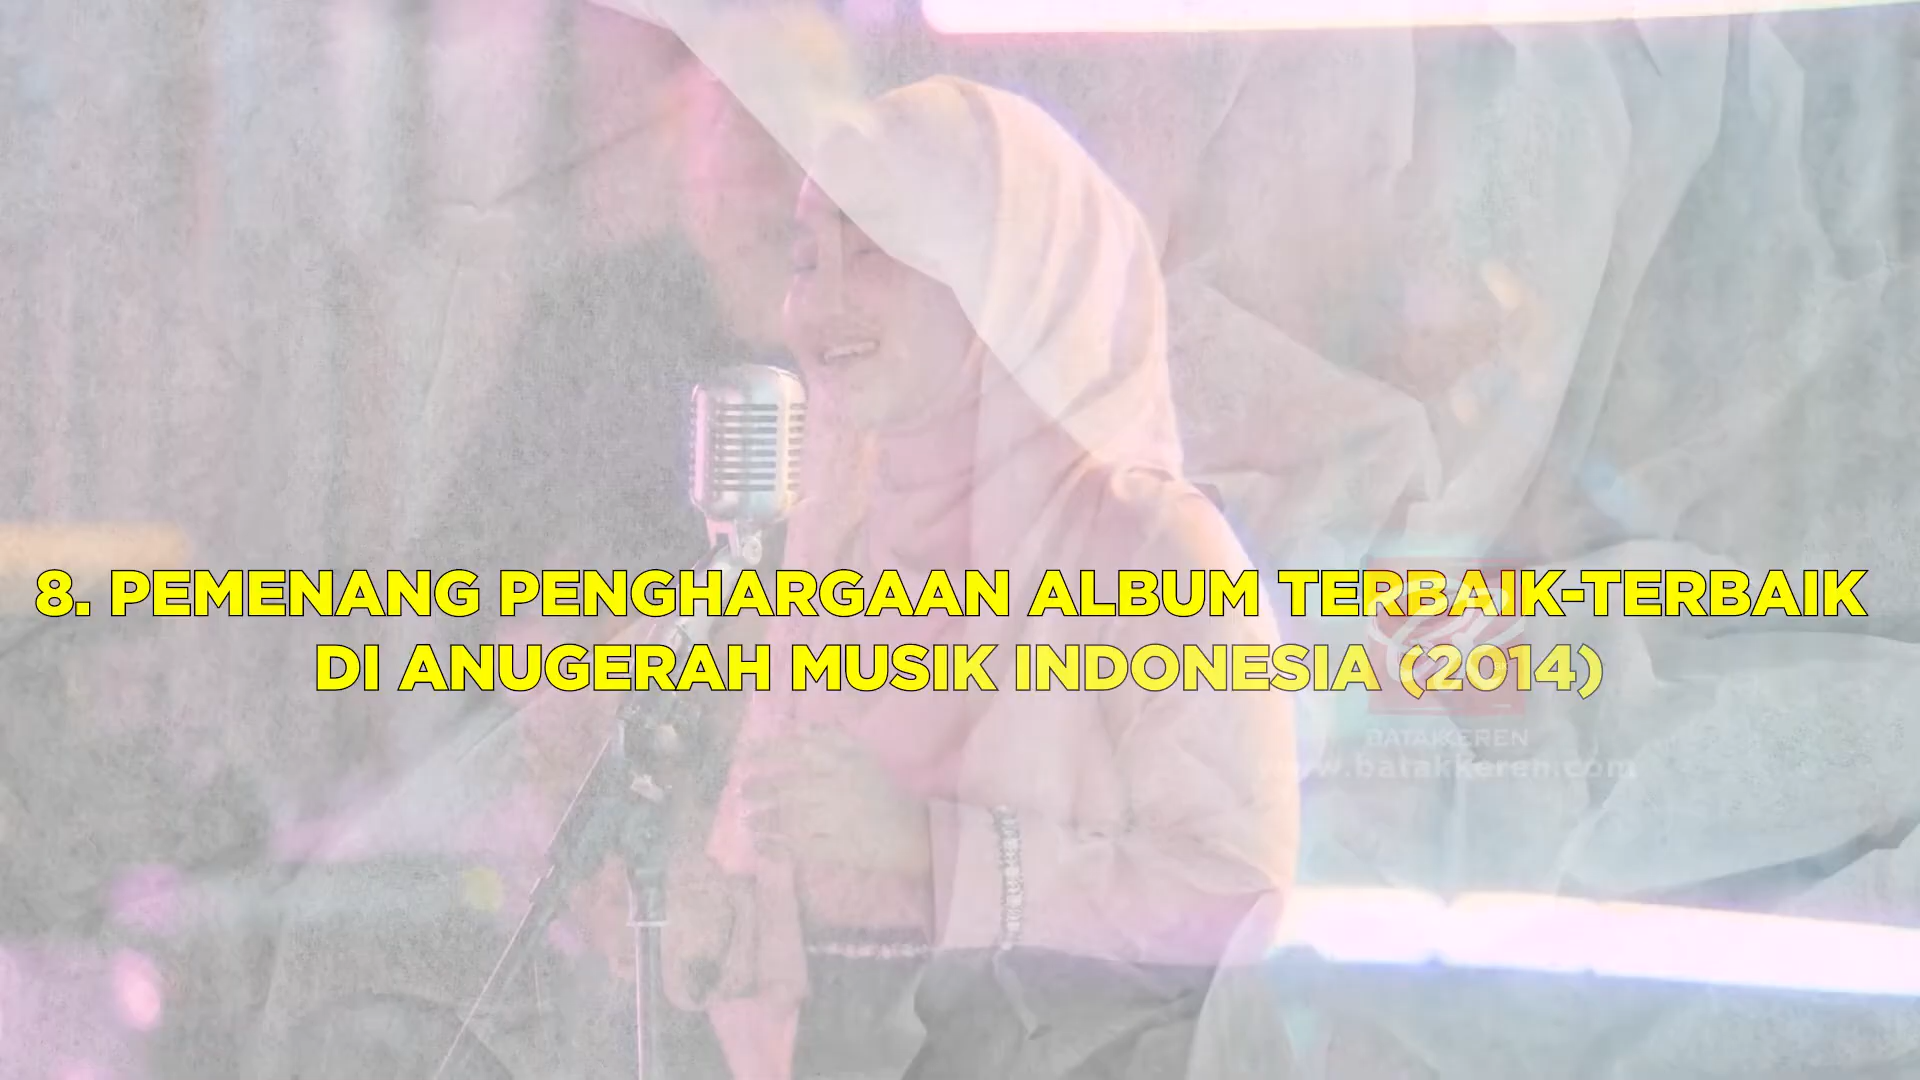 8. PEMENANG PENGHARGAAN ALBUM TERBAIK-TERBAIK
DI ANUGERAH MUSIK INDONESIA (2014)
BATAKKEREN
www.batakkeren.com